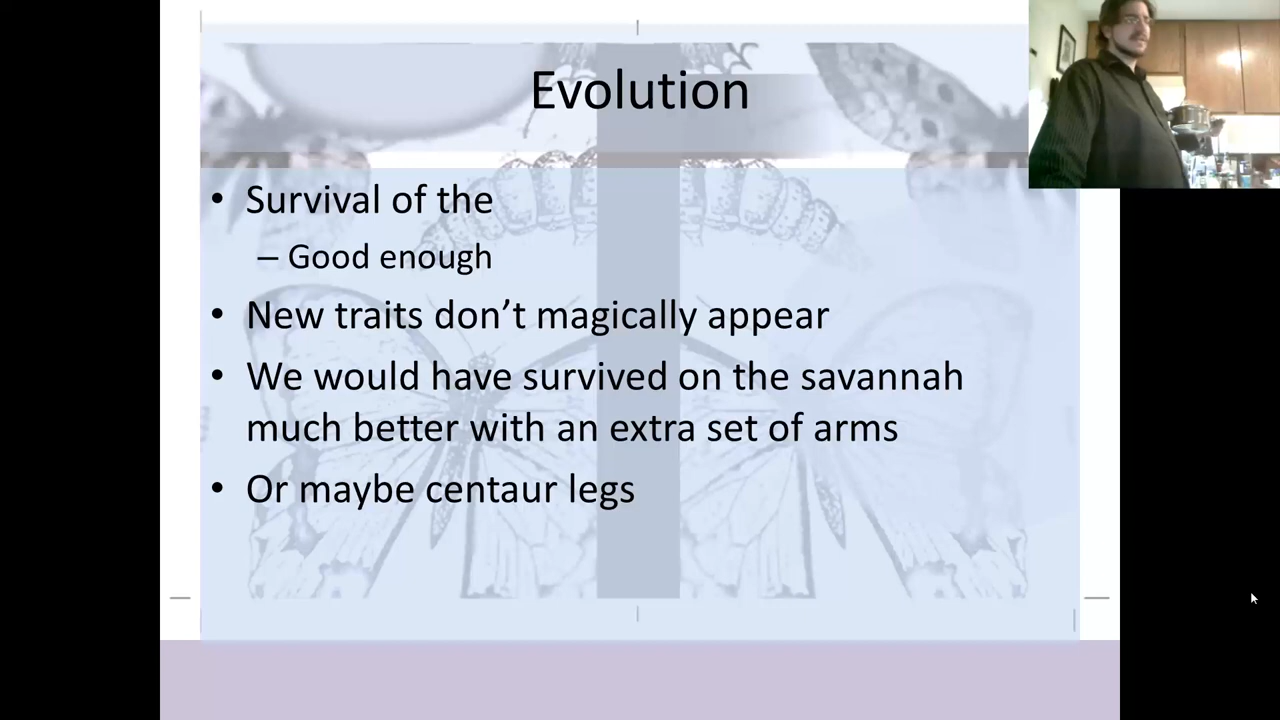 Evolution
• Survival of the
– Good enough
• New traits don’t magically appear
• We would have survived on the savannah
much better with an extra set of arms
• Or maybe centaur legs